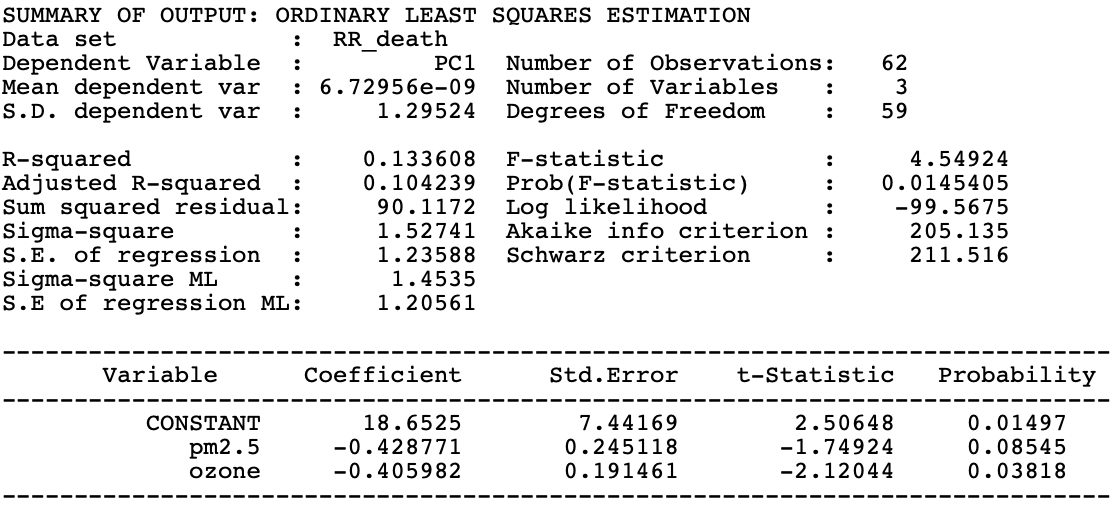 SUMMARY OF OUTPUT: ORDINARY LEAST SQUARES ESTIMATION
Data set            :  RR_death
Dependent Variable  :         PC1  Number of Observations:   62
Mean dependent var  : 6.72956e-09  Number of Variables   :    3
S.D. dependent var  :     1.29524  Degrees of Freedom    :   59
R-squared           :    0.133608  F-statistic           :     4.54924
Adjusted R-squared  :    0.104239  Prob(F-statistic)     :   0.0145405
Sum squared residual:     90.1172  Log likelihood        :    -99.5675
Sigma-square        :     1.52741  Akaike info criterion :     205.135
S.E. of regression  :     1.23588  Schwarz criterion     :     211.516
Sigma-square ML     :      1.4535
S.E of regression ML:     1.20561
-----------------------------------------------------------------------------
       Variable      Coefficient      Std.Error    t-Statistic   Probability
-----------------------------------------------------------------------------
          CONSTANT       18.6525        7.44169        2.50648     0.01497
             pm2.5     -0.428771       0.245118       -1.74924     0.08545
             ozone     -0.405982       0.191461       -2.12044     0.03818
-----------------------------------------------------------------------------